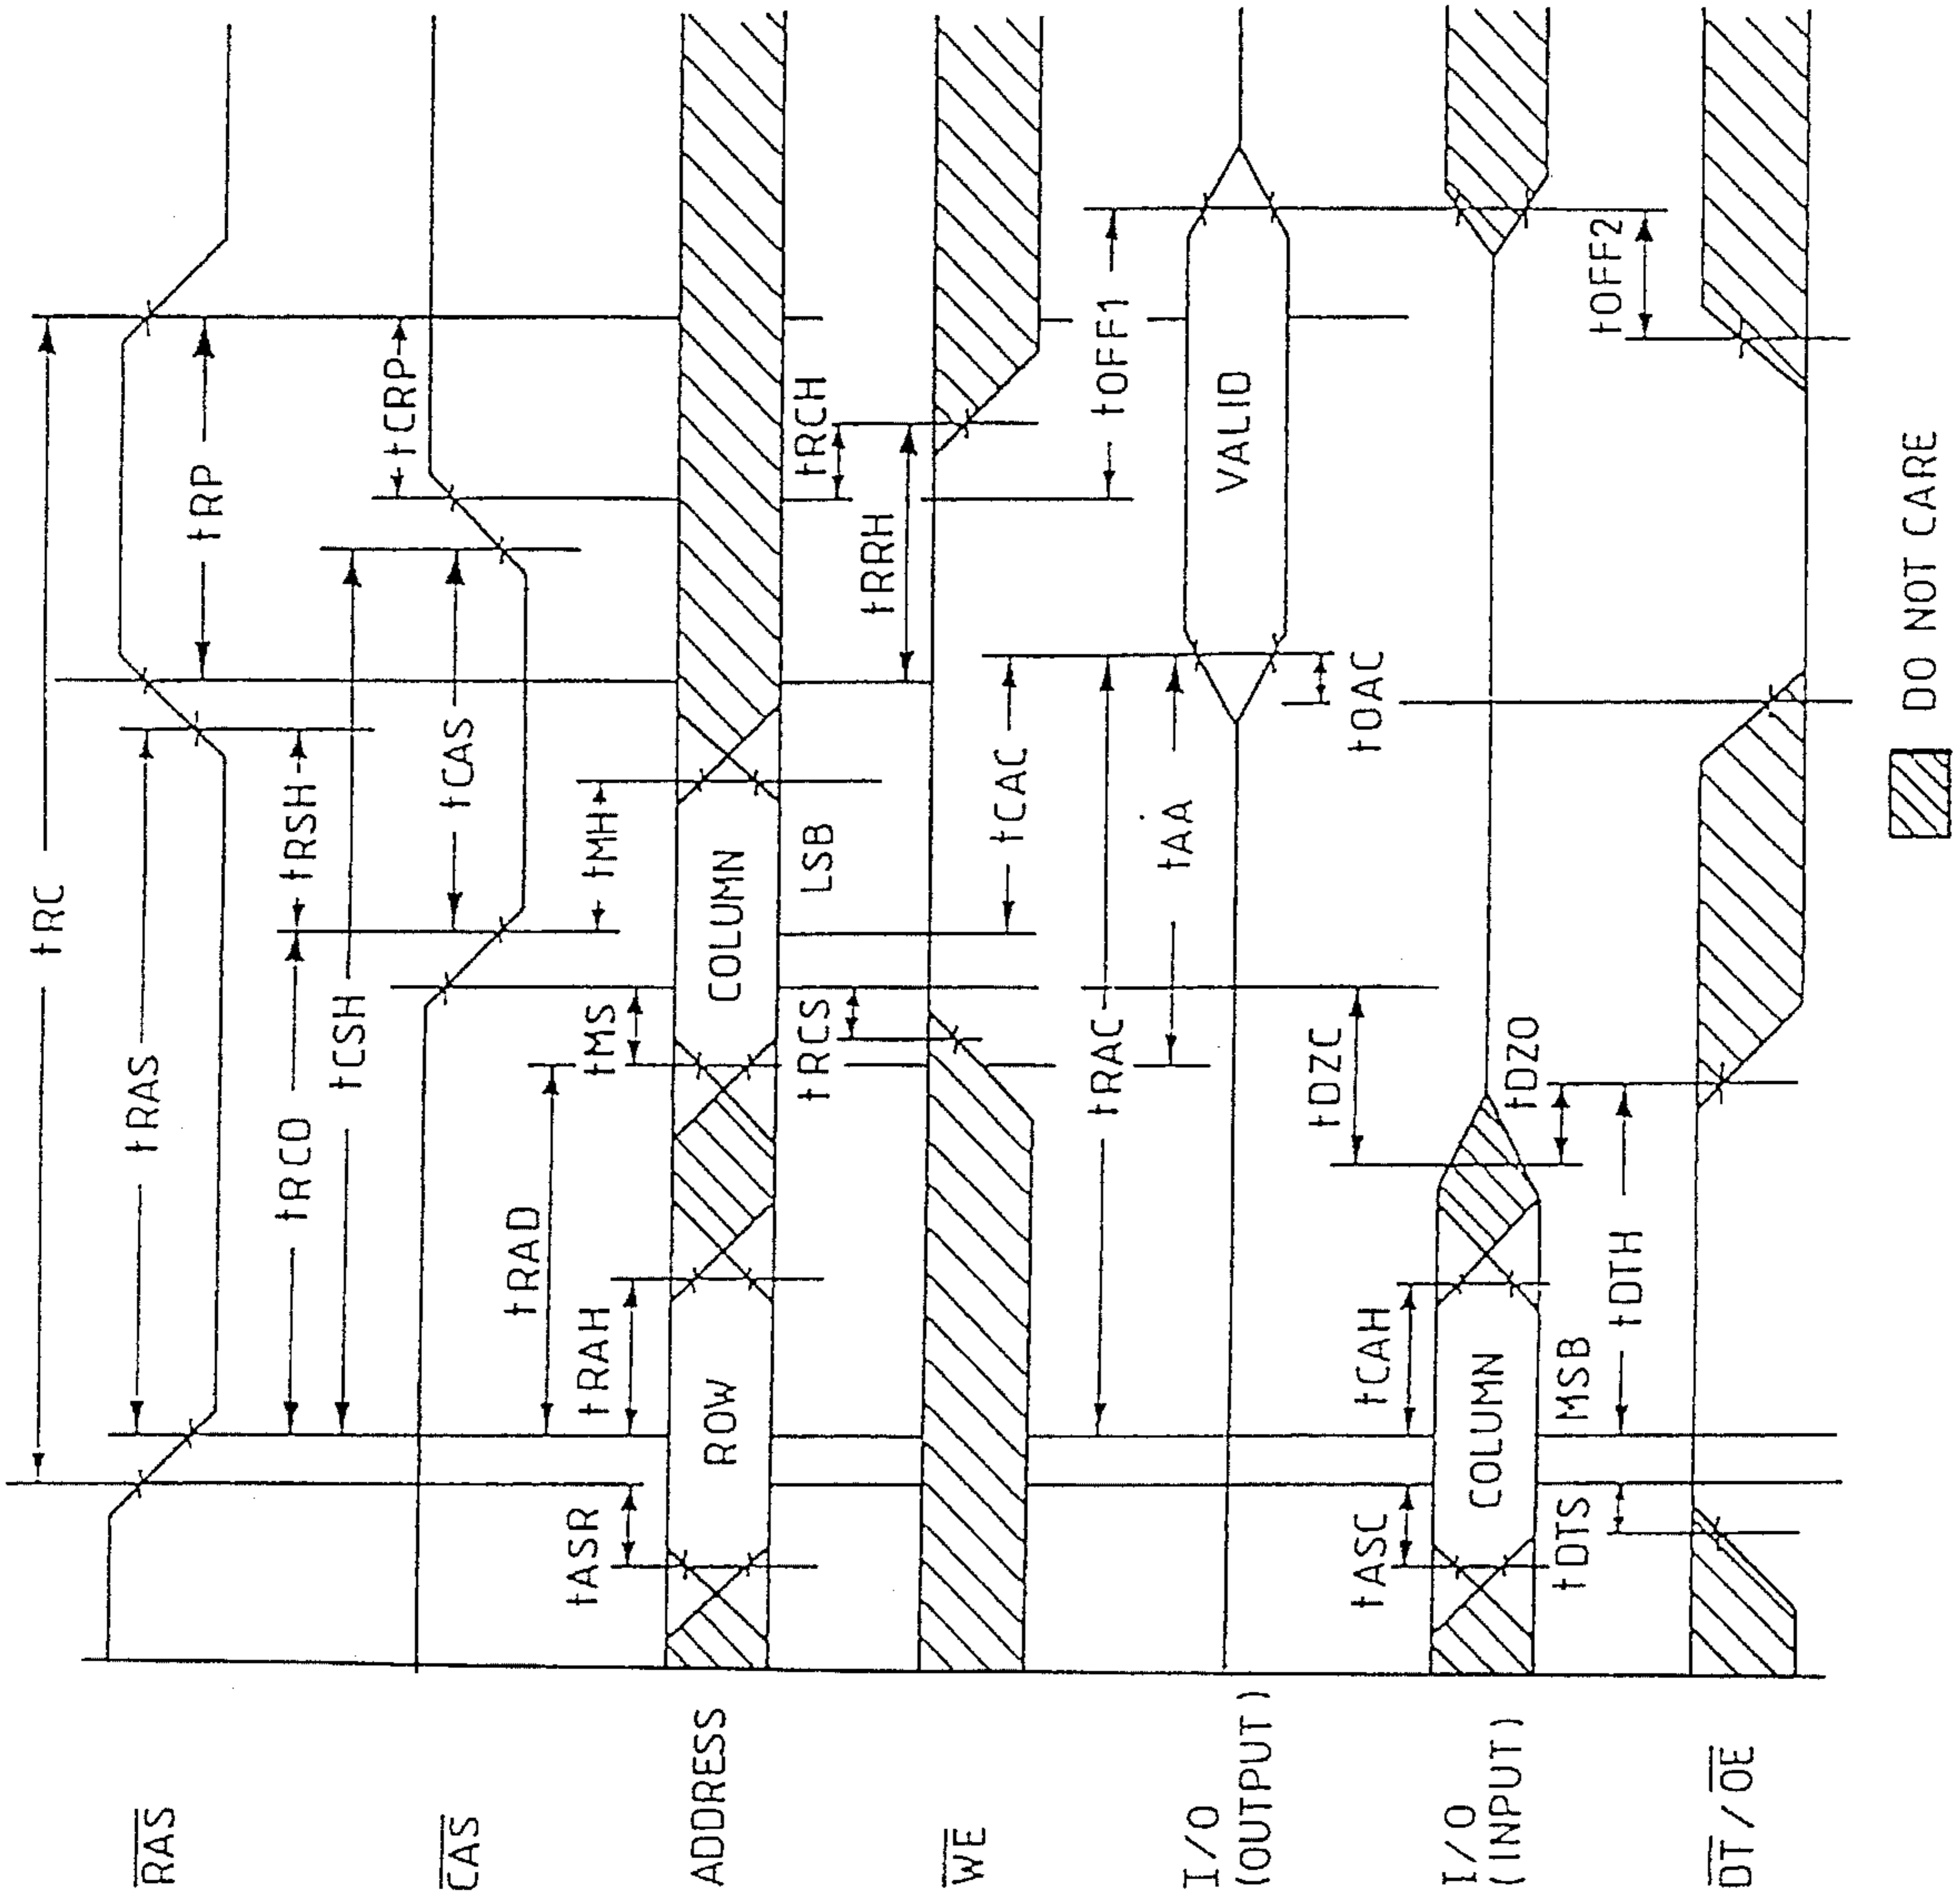 RAS
CAS
ADDRESS
WE
I/O
(OUTPUT)
I/O
(INPUT)
DT/OE
tRC
tRAS
tRP
tRCO
tRSH
tCRP
tCSH
tCAS
tRAD
tASR
tRAH
tMS
tMH
ROW
COLUMN
LSB
tRCS
tRCH
tRRH
tCAC
tRAC
tOFF1
tAA
VALID
tOAC
tDZC
tASC
tCAH
COLUMN
MSB
tDZO
tDTS
tDTH
tOFF2
DO NOT CARE